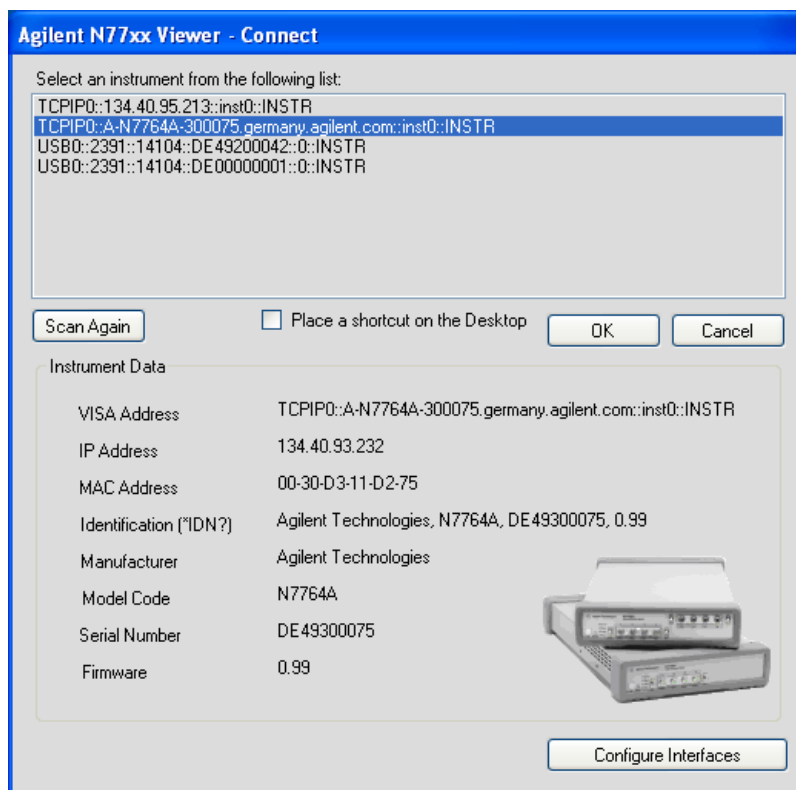 Agilent N77xx Viewer - Connect
Select an instrument from the following list:
TCPIP0::134.40.95.213::inst0::INSTR
TCPIP0::A-N7764A-300075.germany.agilent.com::inst0::INSTR
USB0::2391::14104::DE49200042::0::INSTR
USB0::2391::14104::DE00000001::0::INSTR
Scan Again Place a shortcut on the Desktop OK Cancel
Instrument Data
VISA Address TCPIP0::A-N7764A-300075.germany.agilent.com::inst0::INSTR
IP Address 134.40.93.232
MAC Address 00-30-D3-11-D2-75
Identification (*IDN?) Agilent Technologies, N7764A, DE49300075, 0.99
Manufacturer Agilent Technologies
Model Code N7764A
Serial Number DE49300075
Firmware 0.99
Configure Interfaces